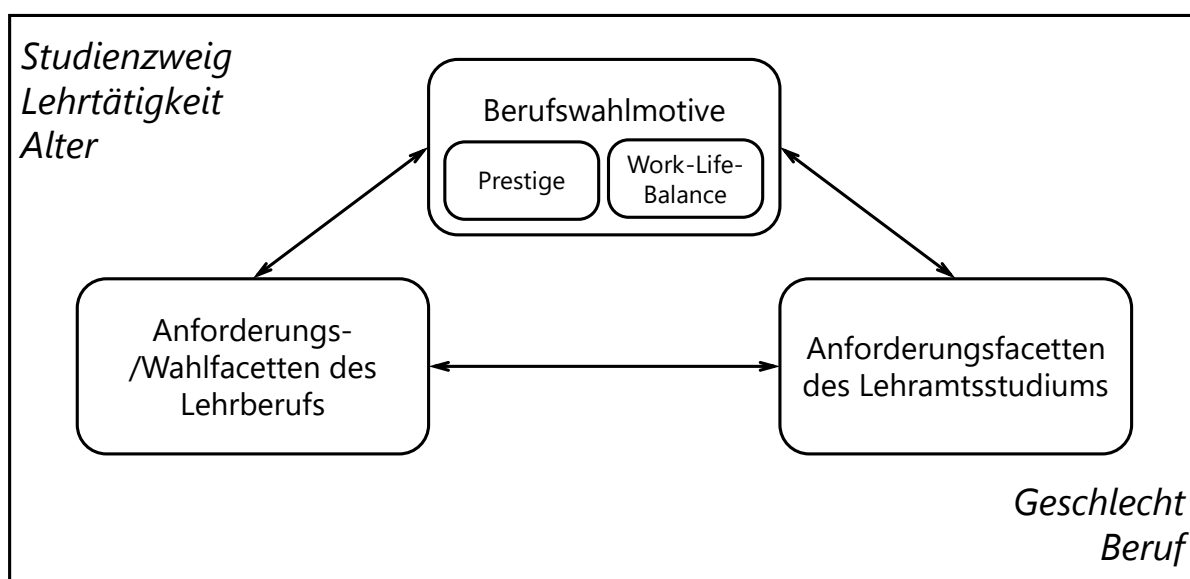 Studienzweig
Lehrtätigkeit
Alter
Berufswahlmotive
Prestige
Work-Life-
Balance
Anforderungs-
/Wahlfacetten des
Lehrberufs
Anforderungsfacetten
des Lehramtsstudiums
Geschlecht
Beruf